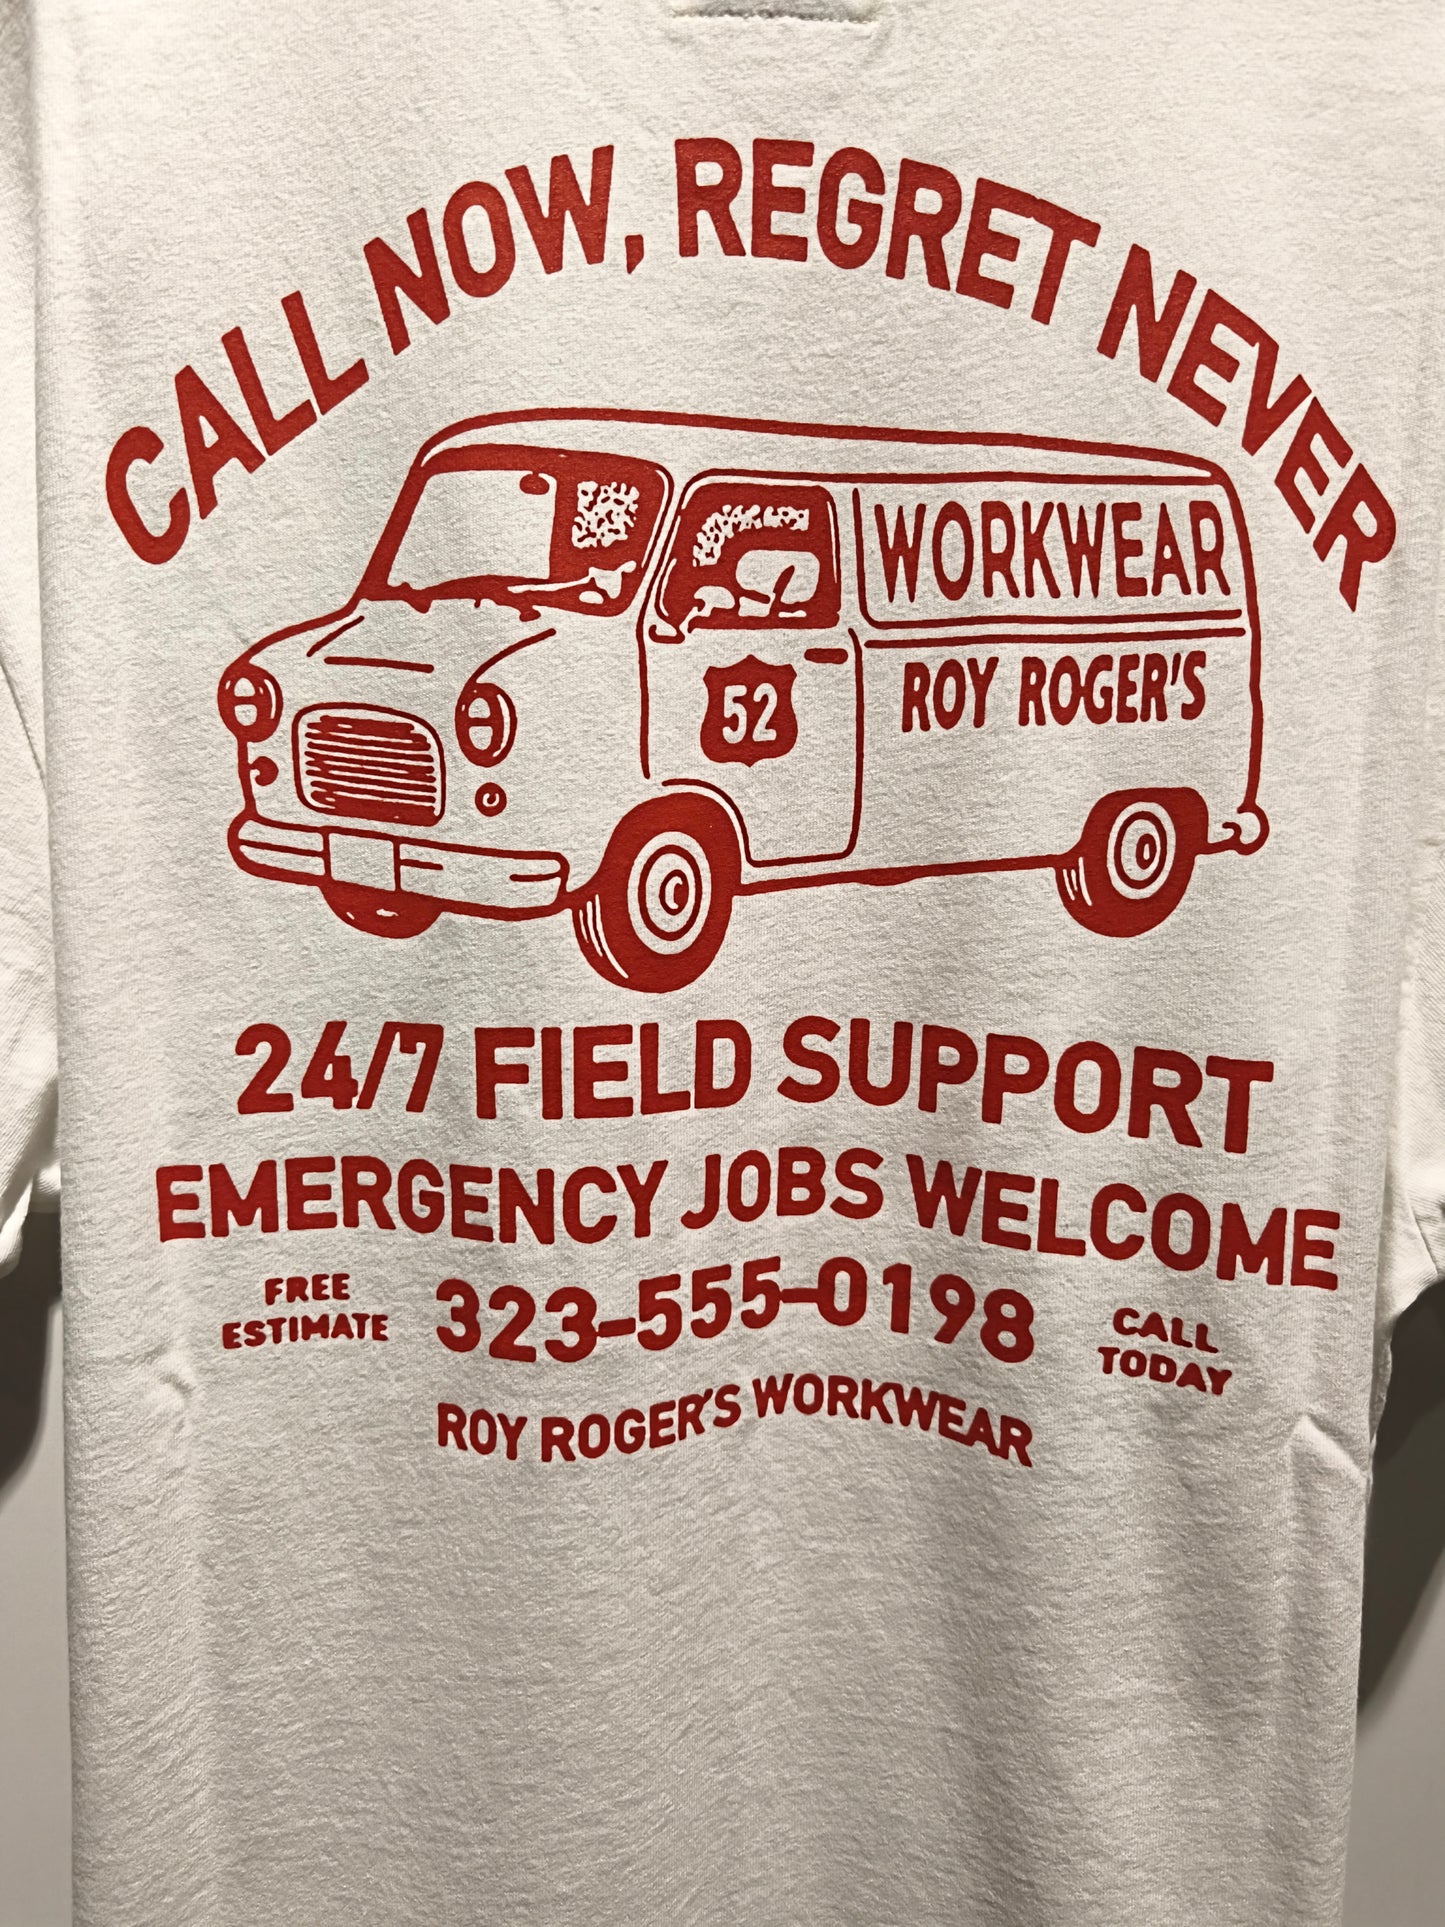 CALL NOW, REGRET NEVER
WORKWEAR
ROY ROGER'S
52
24/7 FIELD SUPPORT
EMERGENCY JOBS WELCOME
FREE
ESTIMATE
323-555-0198
CALL
TODAY
ROY ROGER'S WORKWEAR